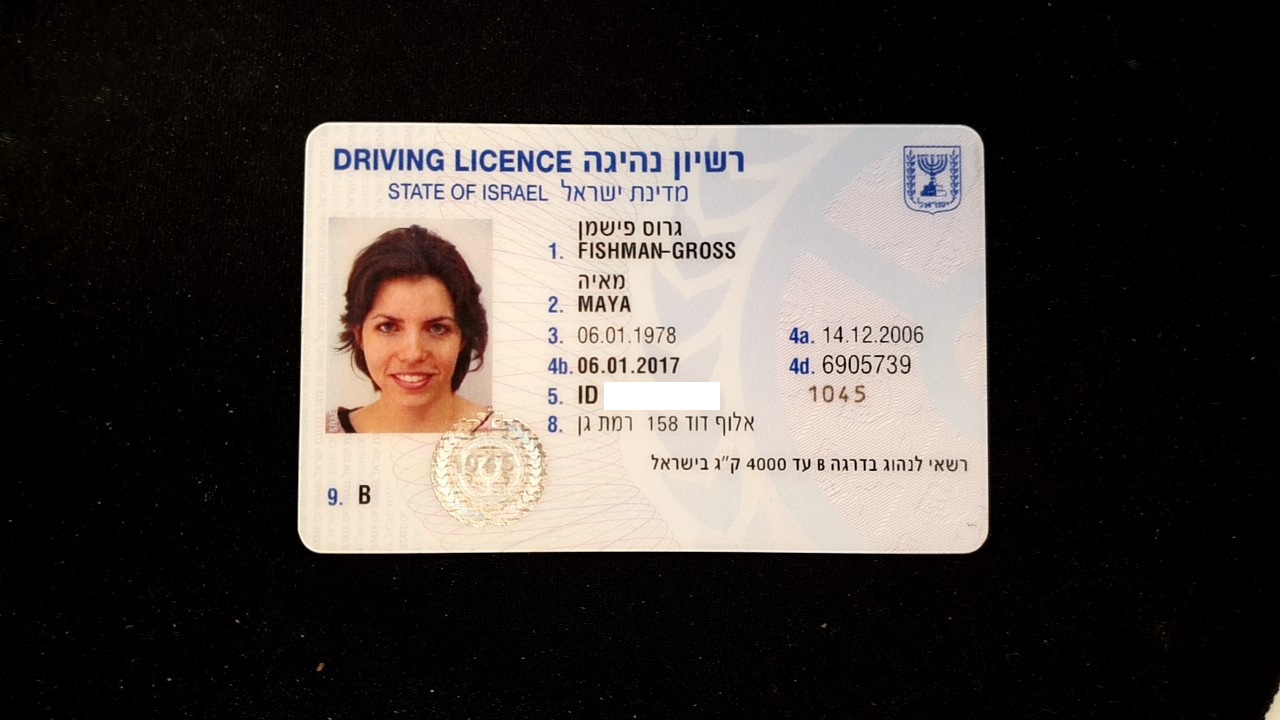 DRIVING LICENCE רשיון נהיגה
STATE OF ISRAEL מדינת ישראל
גרוס פישמן
1. FISHMAN-GROSS
מאיה
2. MAYA
3. 06.01.1978 4a. 14.12.2006
4b. 06.01.2017 4d. 6905739
5. ID 1045
8. אלוף דוד 158 רמת גן
רשאי לנהוג בדרגה B עד 4000 ק"ג בישראל
9. B